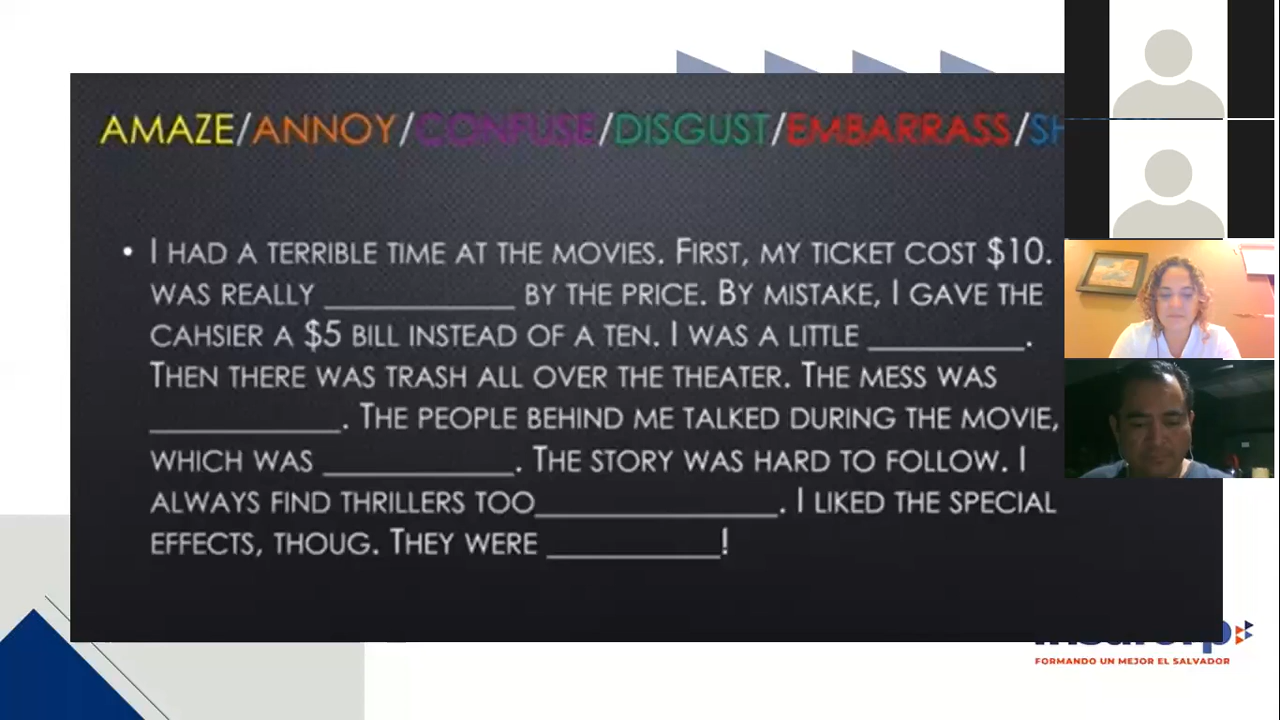 AMAZE/ANNOY/CONFUSE/DISGUST/EMBARRASS/SH
• I HAD A TERRIBLE TIME AT THE MOVIES. FIRST, MY TICKET COST $10.
WAS REALLY ____________ BY THE PRICE. BY MISTAKE, I GAVE THE
CAHSIER A $5 BILL INSTEAD OF A TEN. I WAS A LITTLE __________.
THEN THERE WAS TRASH ALL OVER THE THEATER. THE MESS WAS
____________. THE PEOPLE BEHIND ME TALKED DURING THE MOVIE,
WHICH WAS ____________. THE STORY WAS HARD TO FOLLOW. I
ALWAYS FIND THRILLERS TOO_______________. I LIKED THE SPECIAL
EFFECTS, THOUG. THEY WERE ___________!
FORMANDO UN MEJOR EL SALVADOR